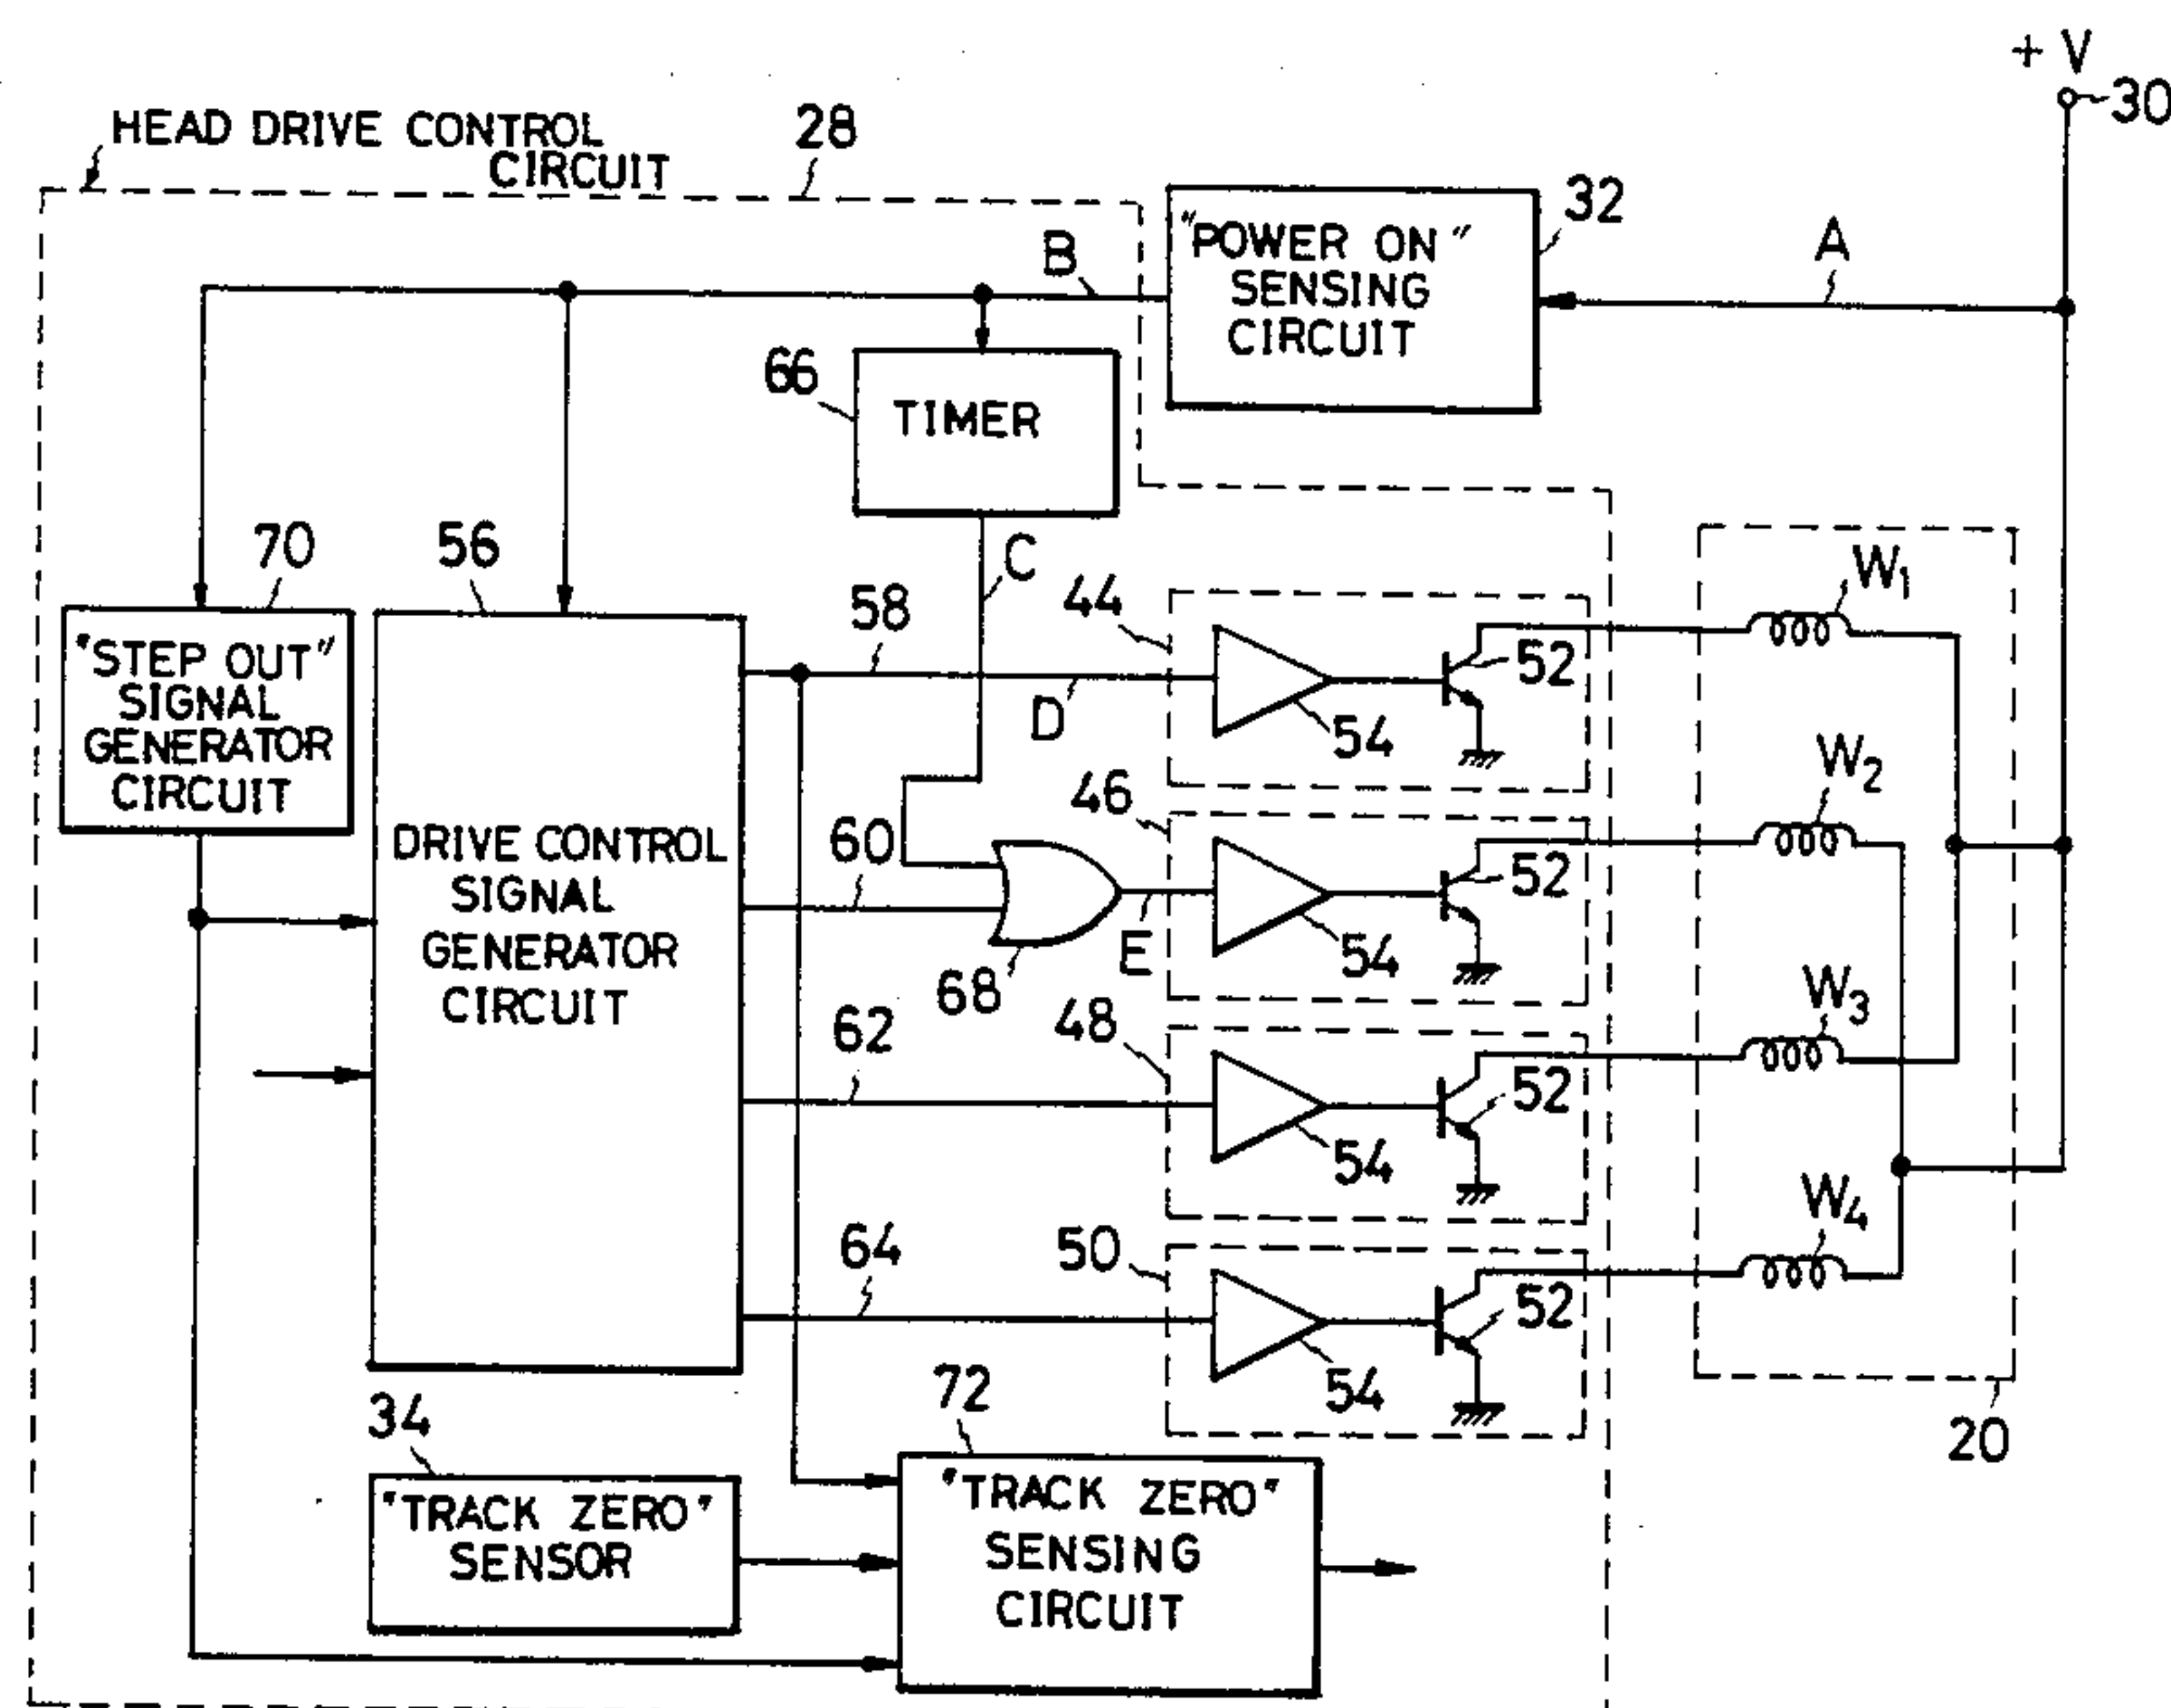 + V
30
HEAD DRIVE CONTROL
CIRCUIT
28
"POWER ON"
SENSING
CIRCUIT
32
A
B
66
TIMER
C
70
56
58
44
W1
"STEP OUT"
SIGNAL
GENERATOR
CIRCUIT
D
54
52
W2
46
DRIVE CONTROL
SIGNAL
GENERATOR
CIRCUIT
60
68
E
54
52
W3
62
48
54
52
W4
64
50
54
52
20
34
"TRACK ZERO"
SENSOR
72
"TRACK ZERO"
SENSING
CIRCUIT